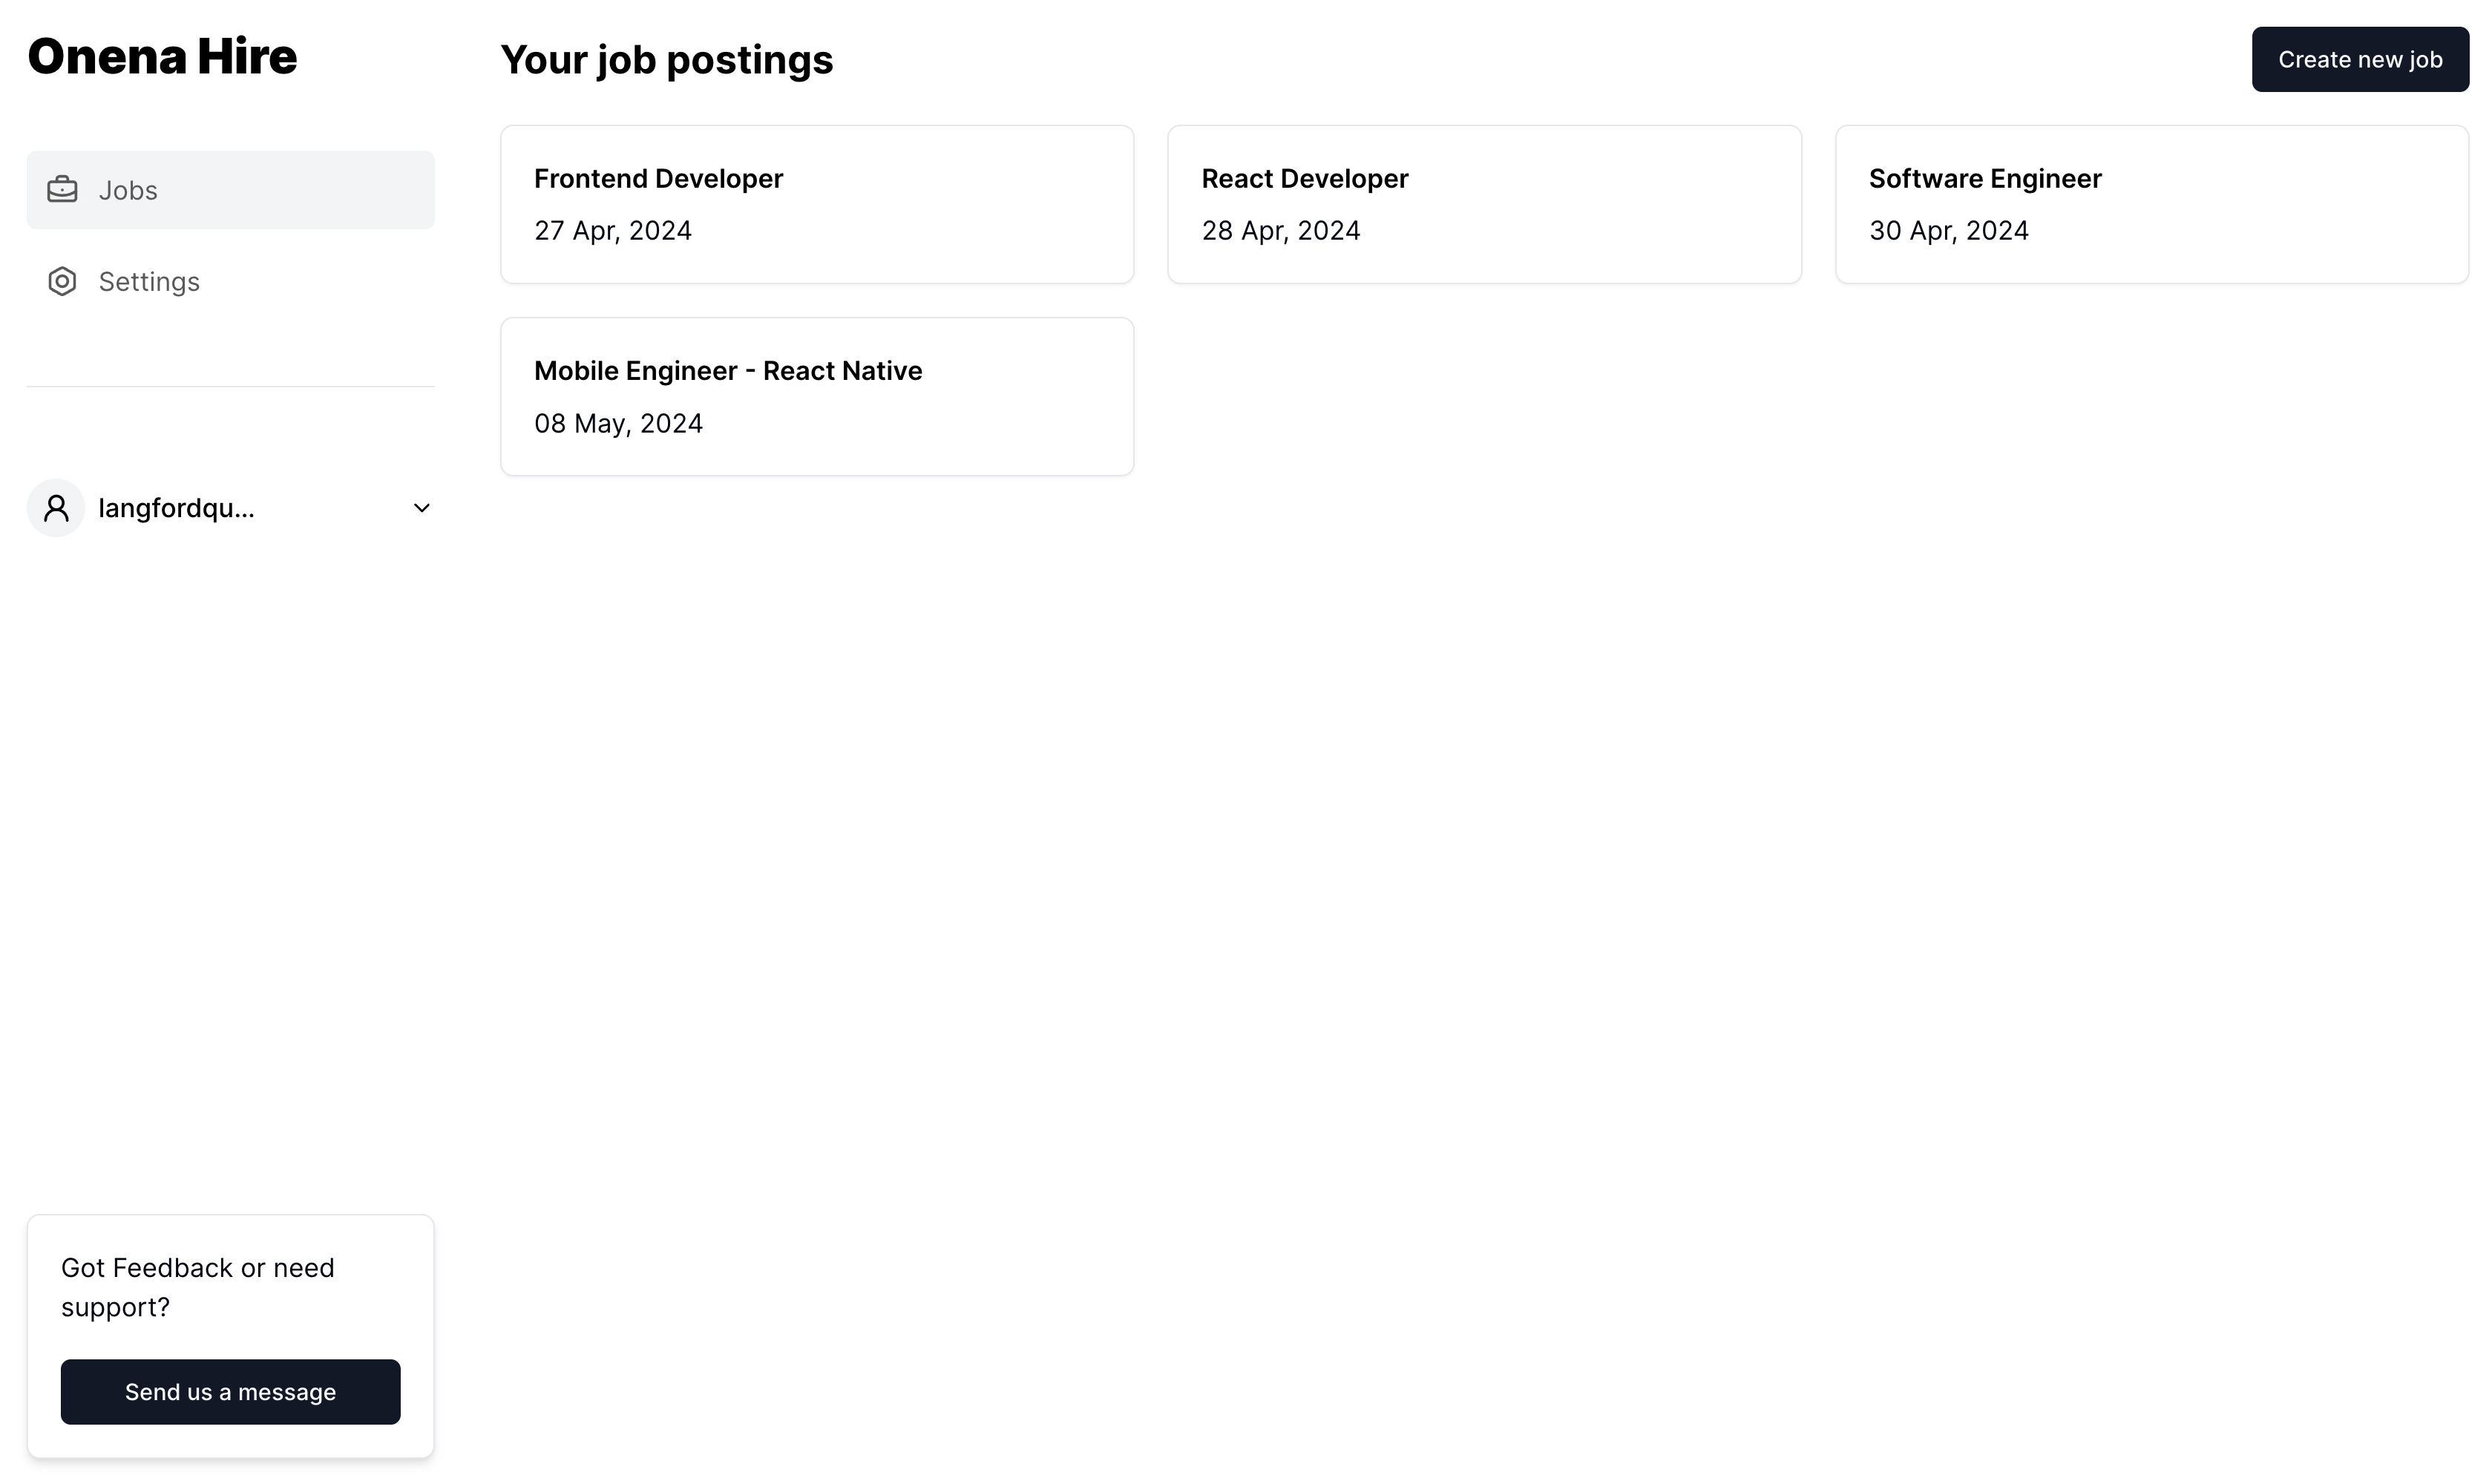 Onena Hire
Jobs
Settings
langfordqu...
Got Feedback or need
support?
Send us a message
Your job postings
Create new job
Frontend Developer
27 Apr, 2024
React Developer
28 Apr, 2024
Software Engineer
30 Apr, 2024
Mobile Engineer - React Native
08 May, 2024